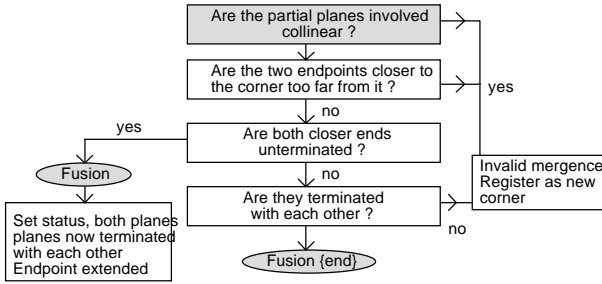 Are the partial planes involved
collinear ?
Are the two endpoints closer to
the corner too far from it ?
yes
no
yes
Are both closer ends
unterminated ?
Fusion
no
Invalid mergence
Register as new
corner
Are they terminated
with each other ?
no
Set status, both planes
planes now terminated
with each other
Endpoint extended
Fusion {end}